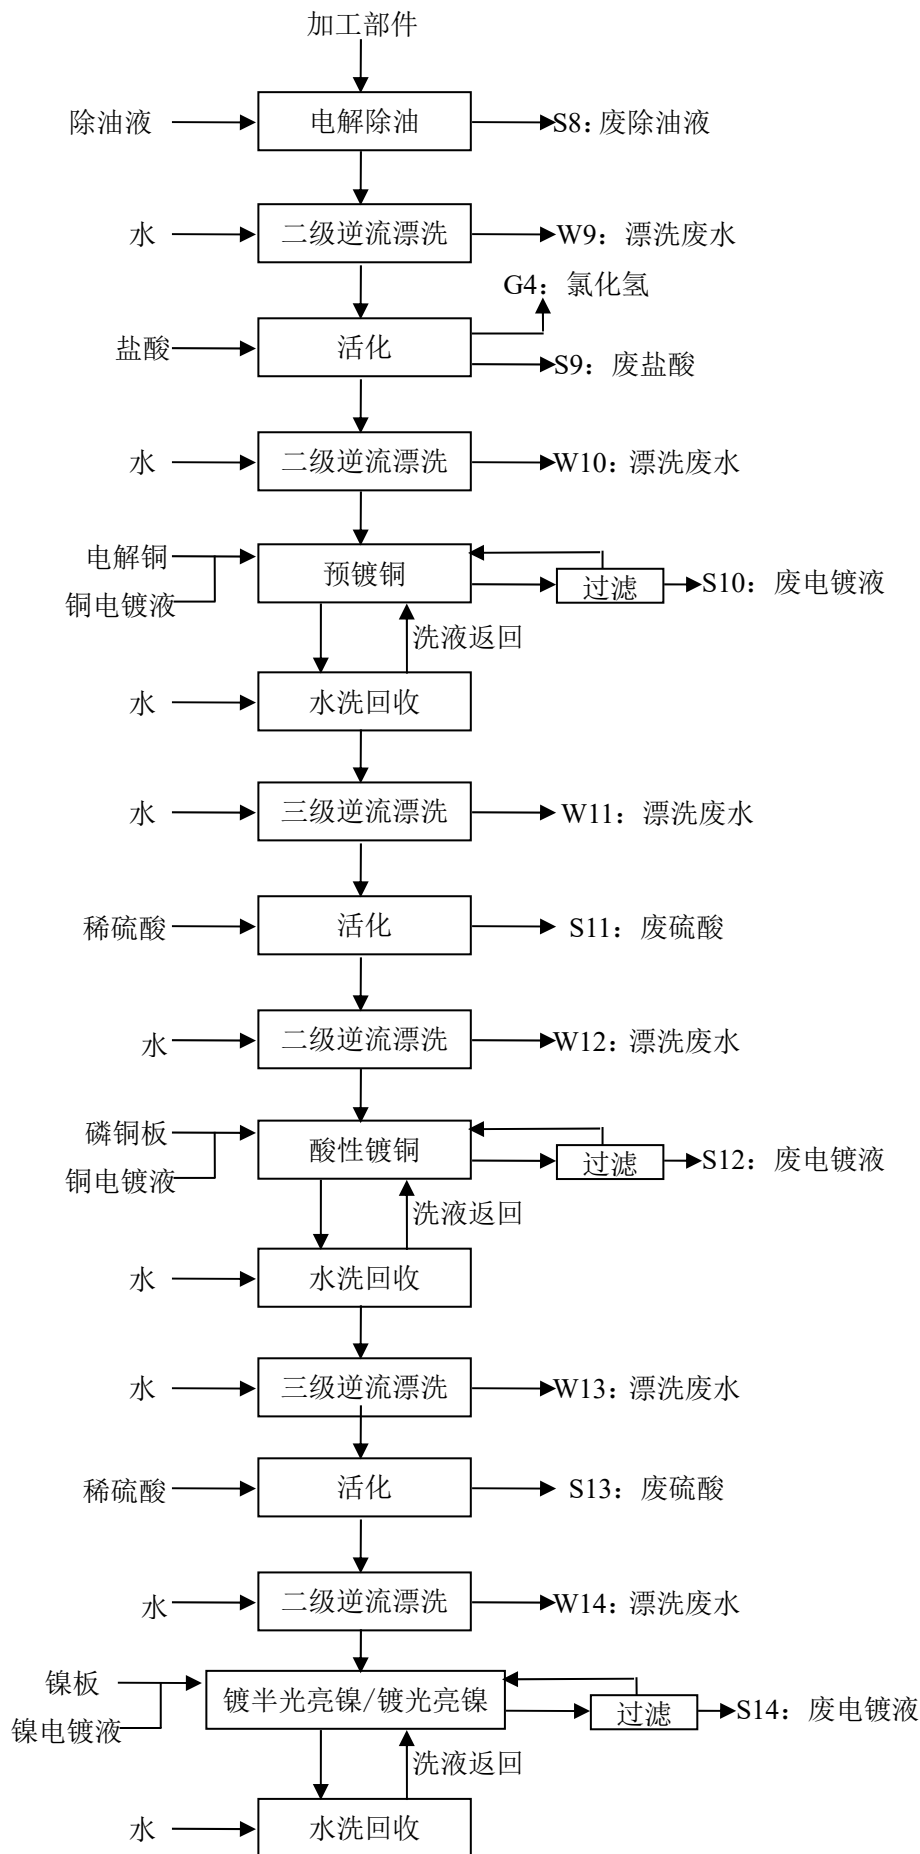 加工部件
除油液
电解除油
S8：废除油液
水
二级逆流漂洗
W9：漂洗废水
G4：氯化氢
盐酸
活化
S9：废盐酸
水
二级逆流漂洗
W10：漂洗废水
电解铜
铜电镀液
预镀铜
过滤
S10：废电镀液
洗液返回
水
水洗回收
水
三级逆流漂洗
W11：漂洗废水
稀硫酸
活化
S11：废硫酸
水
二级逆流漂洗
W12：漂洗废水
磷铜板
铜电镀液
酸性镀铜
过滤
S12：废电镀液
洗液返回
水
水洗回收
水
三级逆流漂洗
W13：漂洗废水
稀硫酸
活化
S13：废硫酸
水
二级逆流漂洗
W14：漂洗废水
镍板
镍电镀液
镀半光亮镍/镀光亮镍
过滤
S14：废电镀液
洗液返回
水
水洗回收